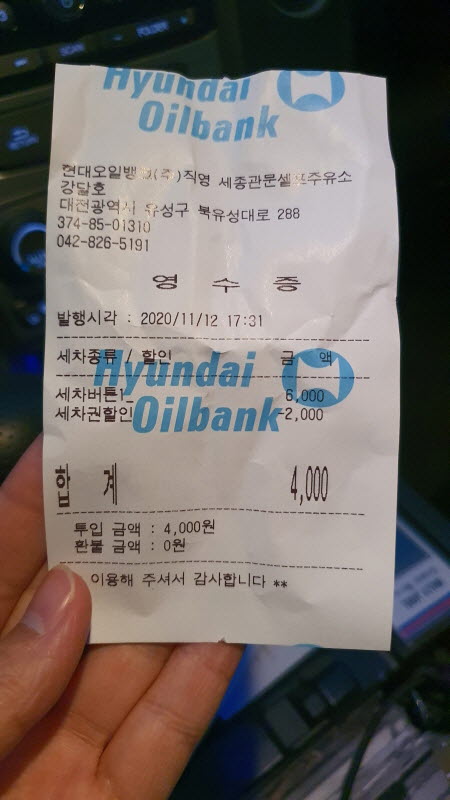 SCAN
FOLDER
Hyundai
Oilbank
현대오일뱅크(주)직영 세종관문셀프주유소
강달호
대전광역시 유성구 북유성대로 288
374-85-01310
042-826-5191
영 수 증
발행시각 : 2020/11/12 17:31
세차종류 / 할인 금 액
Hyundai
Oilbank
세차버튼1_ 6,000
세차권할인 -2,000
합 계 4,000
투입 금액 : 4,000원
환불 금액 : 0원
이용해 주셔서 감사합니다 **